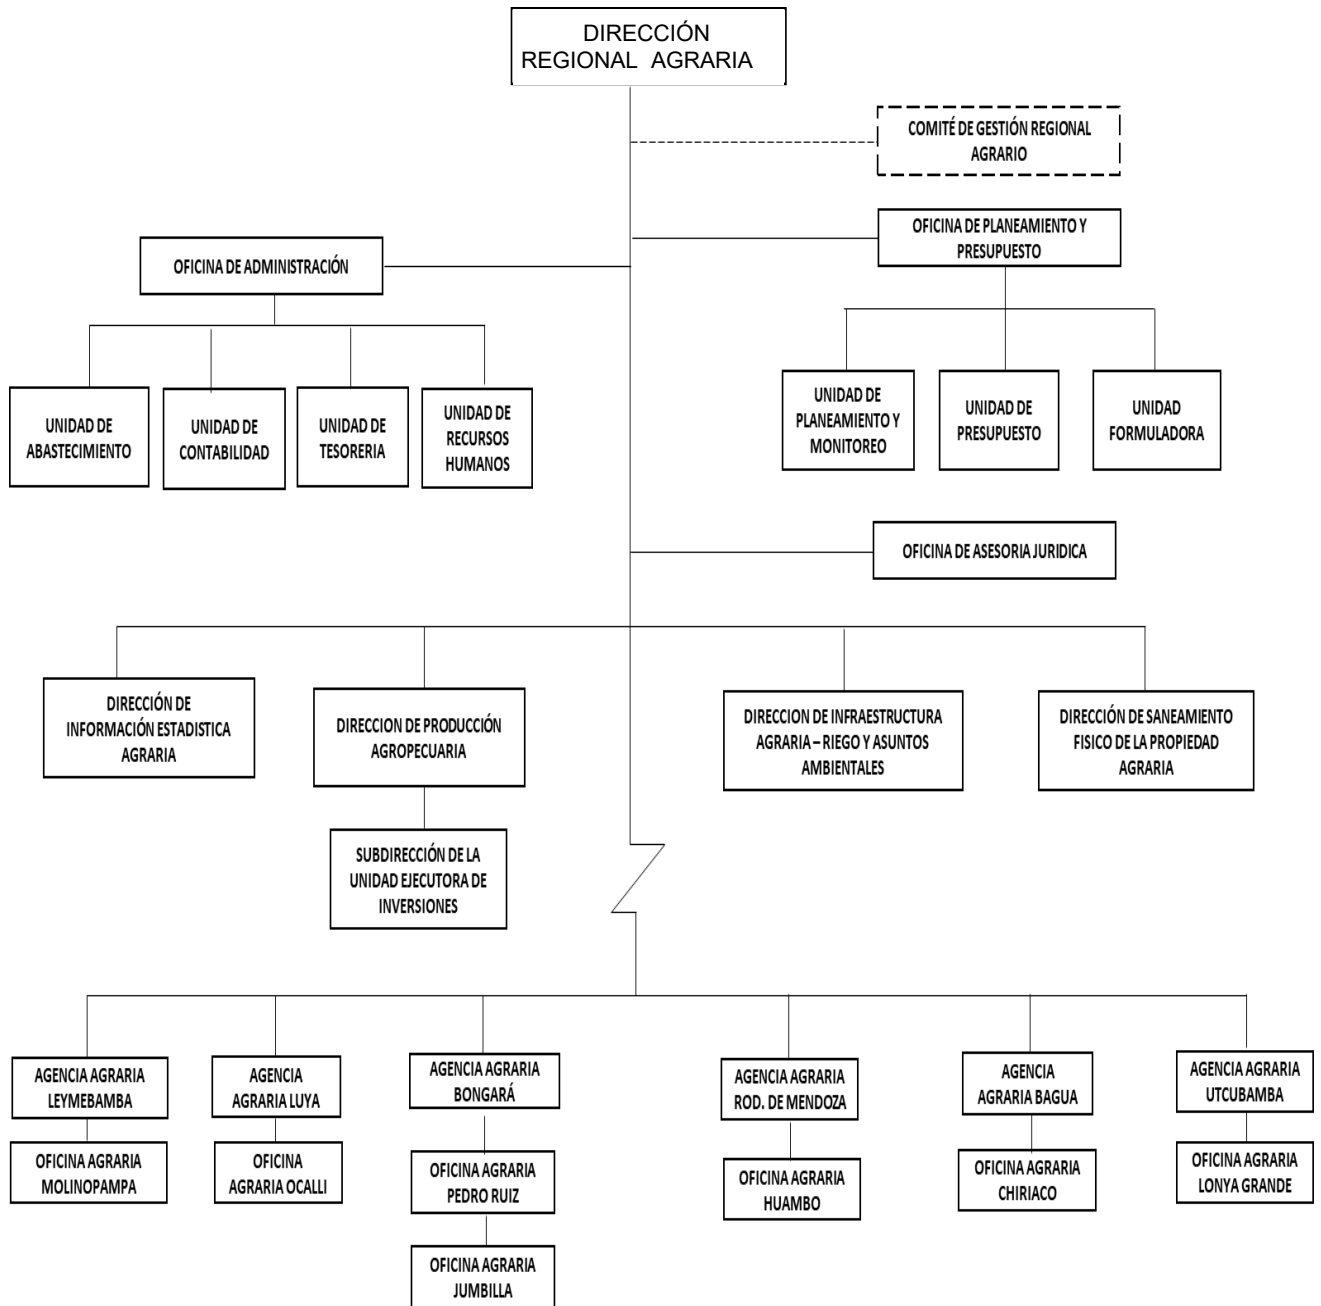 DIRECCIÓN
REGIONAL AGRARIA
COMITÉ DE GESTIÓN REGIONAL
AGRARIO
OFICINA DE PLANEAMIENTO Y
PRESUPUESTO
OFICINA DE ADMINISTRACIÓN
UNIDAD DE
ABASTECIMIENTO
UNIDAD DE
CONTABILIDAD
UNIDAD DE
TESORERIA
UNIDAD DE
RECURSOS
HUMANOS
UNIDAD DE
PLANEAMIENTO Y
MONITOREO
UNIDAD DE
PRESUPUESTO
UNIDAD
FORMULADORA
OFICINA DE ASESORIA JURIDICA
DIRECCIÓN DE
INFORMACIÓN ESTADISTICA
AGRARIA
DIRECCION DE PRODUCCIÓN
AGROPECUARIA
DIRECCION DE INFRAESTRUCTURA
AGRARIA – RIEGO Y ASUNTOS
AMBIENTALES
DIRECCIÓN DE SANEAMIENTO
FISICO DE LA PROPIEDAD
AGRARIA
SUBDIRECCIÓN DE LA
UNIDAD EJECUTORA DE
INVERSIONES
AGENCIA AGRARIA
LEYMEBAMBA
AGENCIA
AGRARIA LUYA
AGENCIA AGRARIA
BONGARÁ
AGENCIA AGRARIA
ROD. DE MENDOZA
AGENCIA
AGRARIA BAGUA
AGENCIA AGRARIA
UTCUBAMBA
OFICINA AGRARIA
MOLINOPAMPA
OFICINA
AGRARIA OCALLI
OFICINA AGRARIA
PEDRO RUIZ
OFICINA AGRARIA
HUAMBO
OFICINA AGRARIA
CHIRIACO
OFICINA AGRARIA
LONYA GRANDE
OFICINA AGRARIA
JUMBILLA